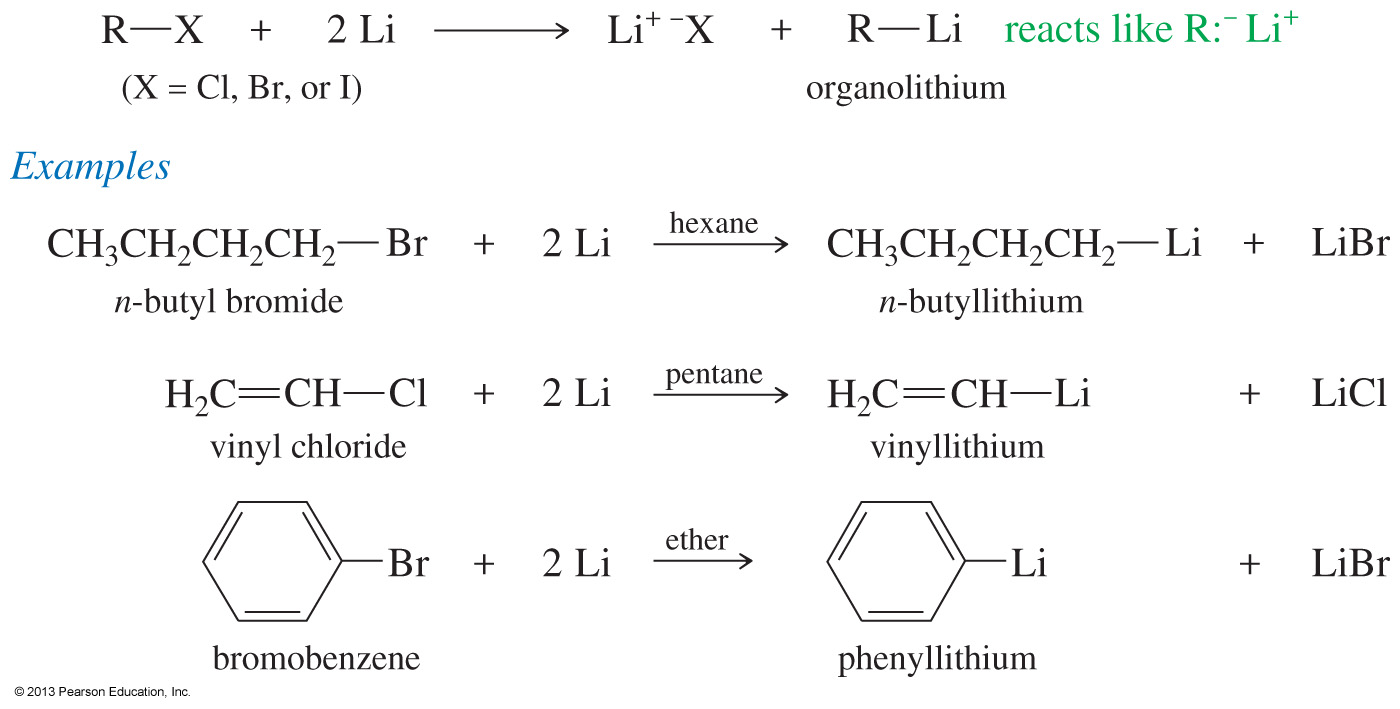 R—X + 2 Li ⟶ Li⁺ ⁻X + R—Li reacts like R:⁻ Li⁺
(X = Cl, Br, or I) organolithium
Examples
CH₃CH₂CH₂CH₂—Br + 2 Li hexane⟶ CH₃CH₂CH₂CH₂—Li + LiBr
n-butyl bromide n-butyllithium
H₂C=CH—Cl + 2 Li pentane⟶ H₂C=CH—Li + LiCl
vinyl chloride vinyllithium
—Br + 2 Li ether⟶ —Li + LiBr
bromobenzene phenyllithium
© 2013 Pearson Education, Inc.